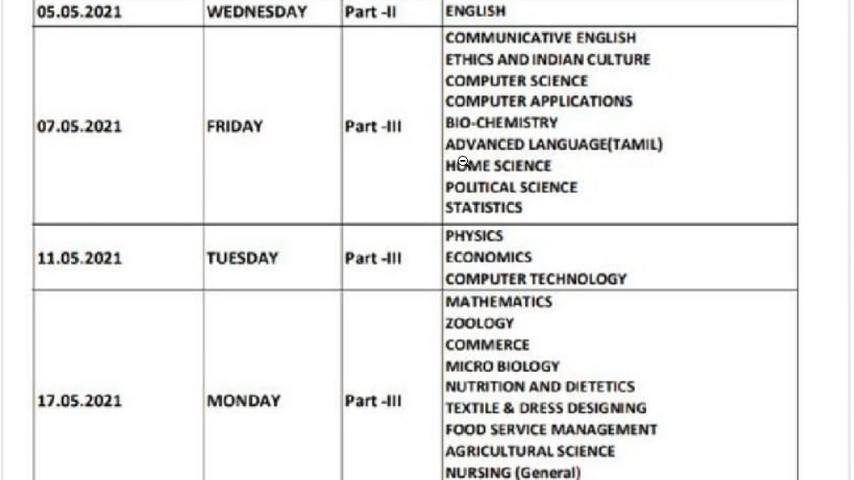 05.05.2021 WEDNESDAY Part -II ENGLISH
COMMUNICATIVE ENGLISH
ETHICS AND INDIAN CULTURE
COMPUTER SCIENCE
COMPUTER APPLICATIONS
07.05.2021 FRIDAY Part -III BIO-CHEMISTRY
ADVANCED LANGUAGE(TAMIL)
HOME SCIENCE
POLITICAL SCIENCE
STATISTICS
PHYSICS
11.05.2021 TUESDAY Part -III ECONOMICS
COMPUTER TECHNOLOGY
MATHEMATICS
ZOOLOGY
COMMERCE
MICRO BIOLOGY
NUTRITION AND DIETETICS
17.05.2021 MONDAY Part -III TEXTILE & DRESS DESIGNING
FOOD SERVICE MANAGEMENT
AGRICULTURAL SCIENCE
NURSING (General)